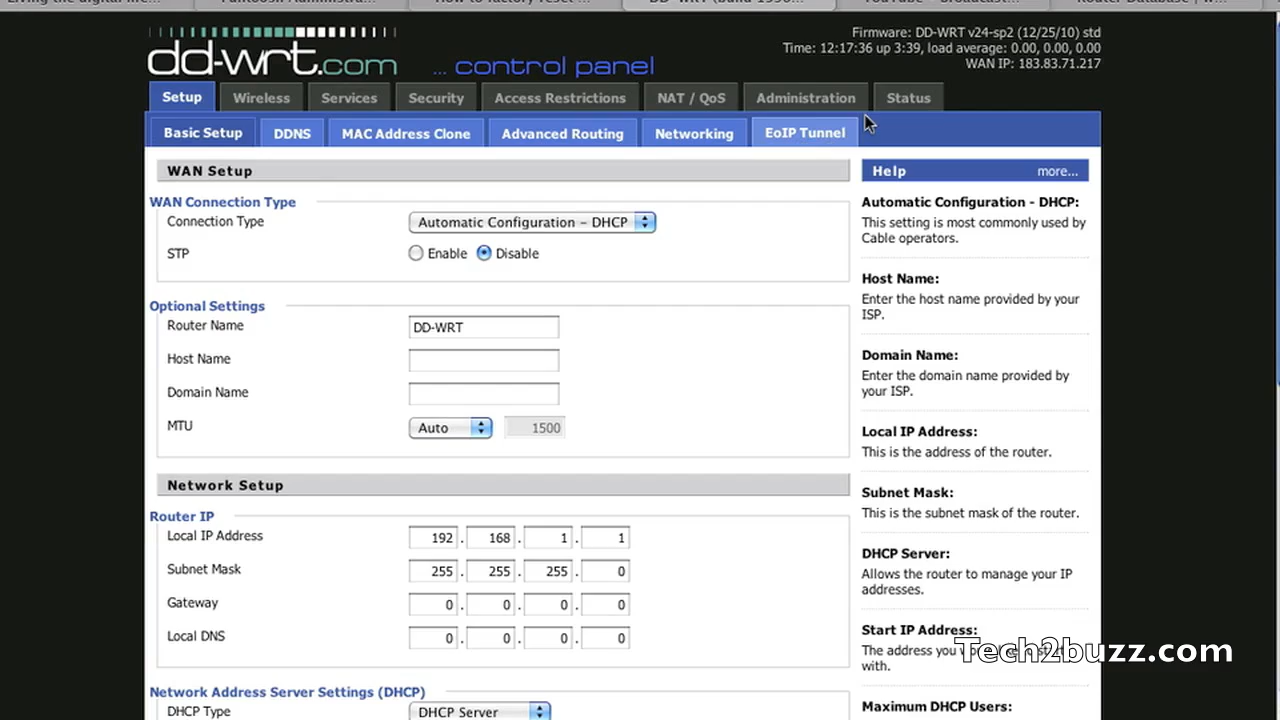 Firmware: DD-WRT v24-sp2 (12/25/10) std
Time: 12:17:36 up 3:39, load average: 0.00, 0.00, 0.00
WAN IP: 183.83.71.217
dd-wrt.com ... control panel
Setup Wireless Services Security Access Restrictions NAT / QoS Administration Status
Basic Setup DDNS MAC Address Clone Advanced Routing Networking EoIP Tunnel
WAN Setup
WAN Connection Type
Connection Type Automatic Configuration - DHCP
STP Enable Disable
Optional Settings
Router Name DD-WRT
Host Name
Domain Name
MTU Auto 1500
Network Setup
Router IP
Local IP Address 192 . 168 . 1 . 1
Subnet Mask 255 . 255 . 255 . 0
Gateway 0 . 0 . 0 . 0
Local DNS 0 . 0 . 0 . 0
Network Address Server Settings (DHCP)
DHCP Type DHCP Server
Help more...
Automatic Configuration - DHCP:
This setting is most commonly used by
Cable operators.
Host Name:
Enter the host name provided by your
ISP.
Domain Name:
Enter the domain name provided by
your ISP.
Local IP Address:
This is the address of the router.
Subnet Mask:
This is the subnet mask of the router.
DHCP Server:
Allows the router to manage your IP
addresses.
Start IP Address:
The address you
with.
Maximum DHCP Users:
Tech2buzz.com